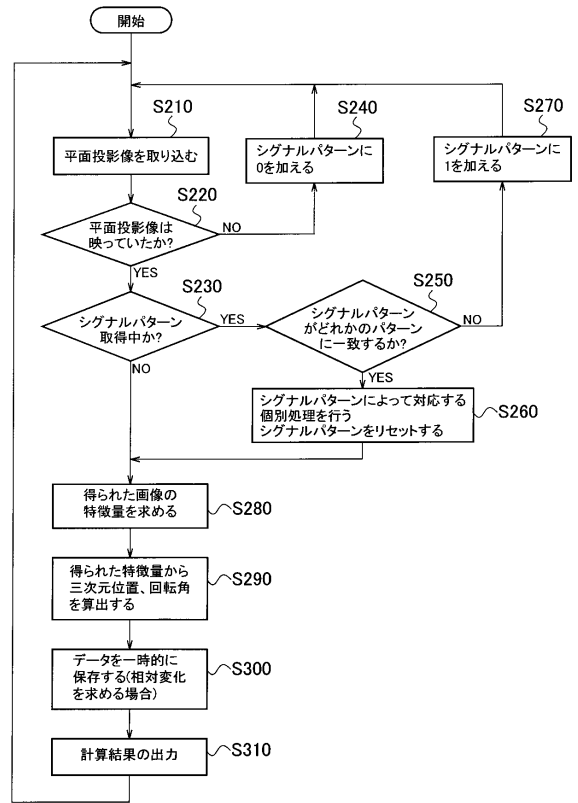 開始
S210
平面投影像を取り込む
S240
シグナルパターンに
0を加える
S270
シグナルパターンに
1を加える
S220
平面投影像は
映っていたか?
NO
YES
S230
シグナルパターン
取得中か?
YES
NO
S250
シグナルパターン
がどれかのパターン
に一致するか?
NO
YES
シグナルパターンによって対応する
個別処理を行う
シグナルパターンをリセットする
S260
得られた画像の
特徴量を求める
S280
得られた特徴量から
三次元位置、回転角
を算出する
S290
データを一時的に
保存する(相対変化
を求める場合)
S300
計算結果の出力
S310